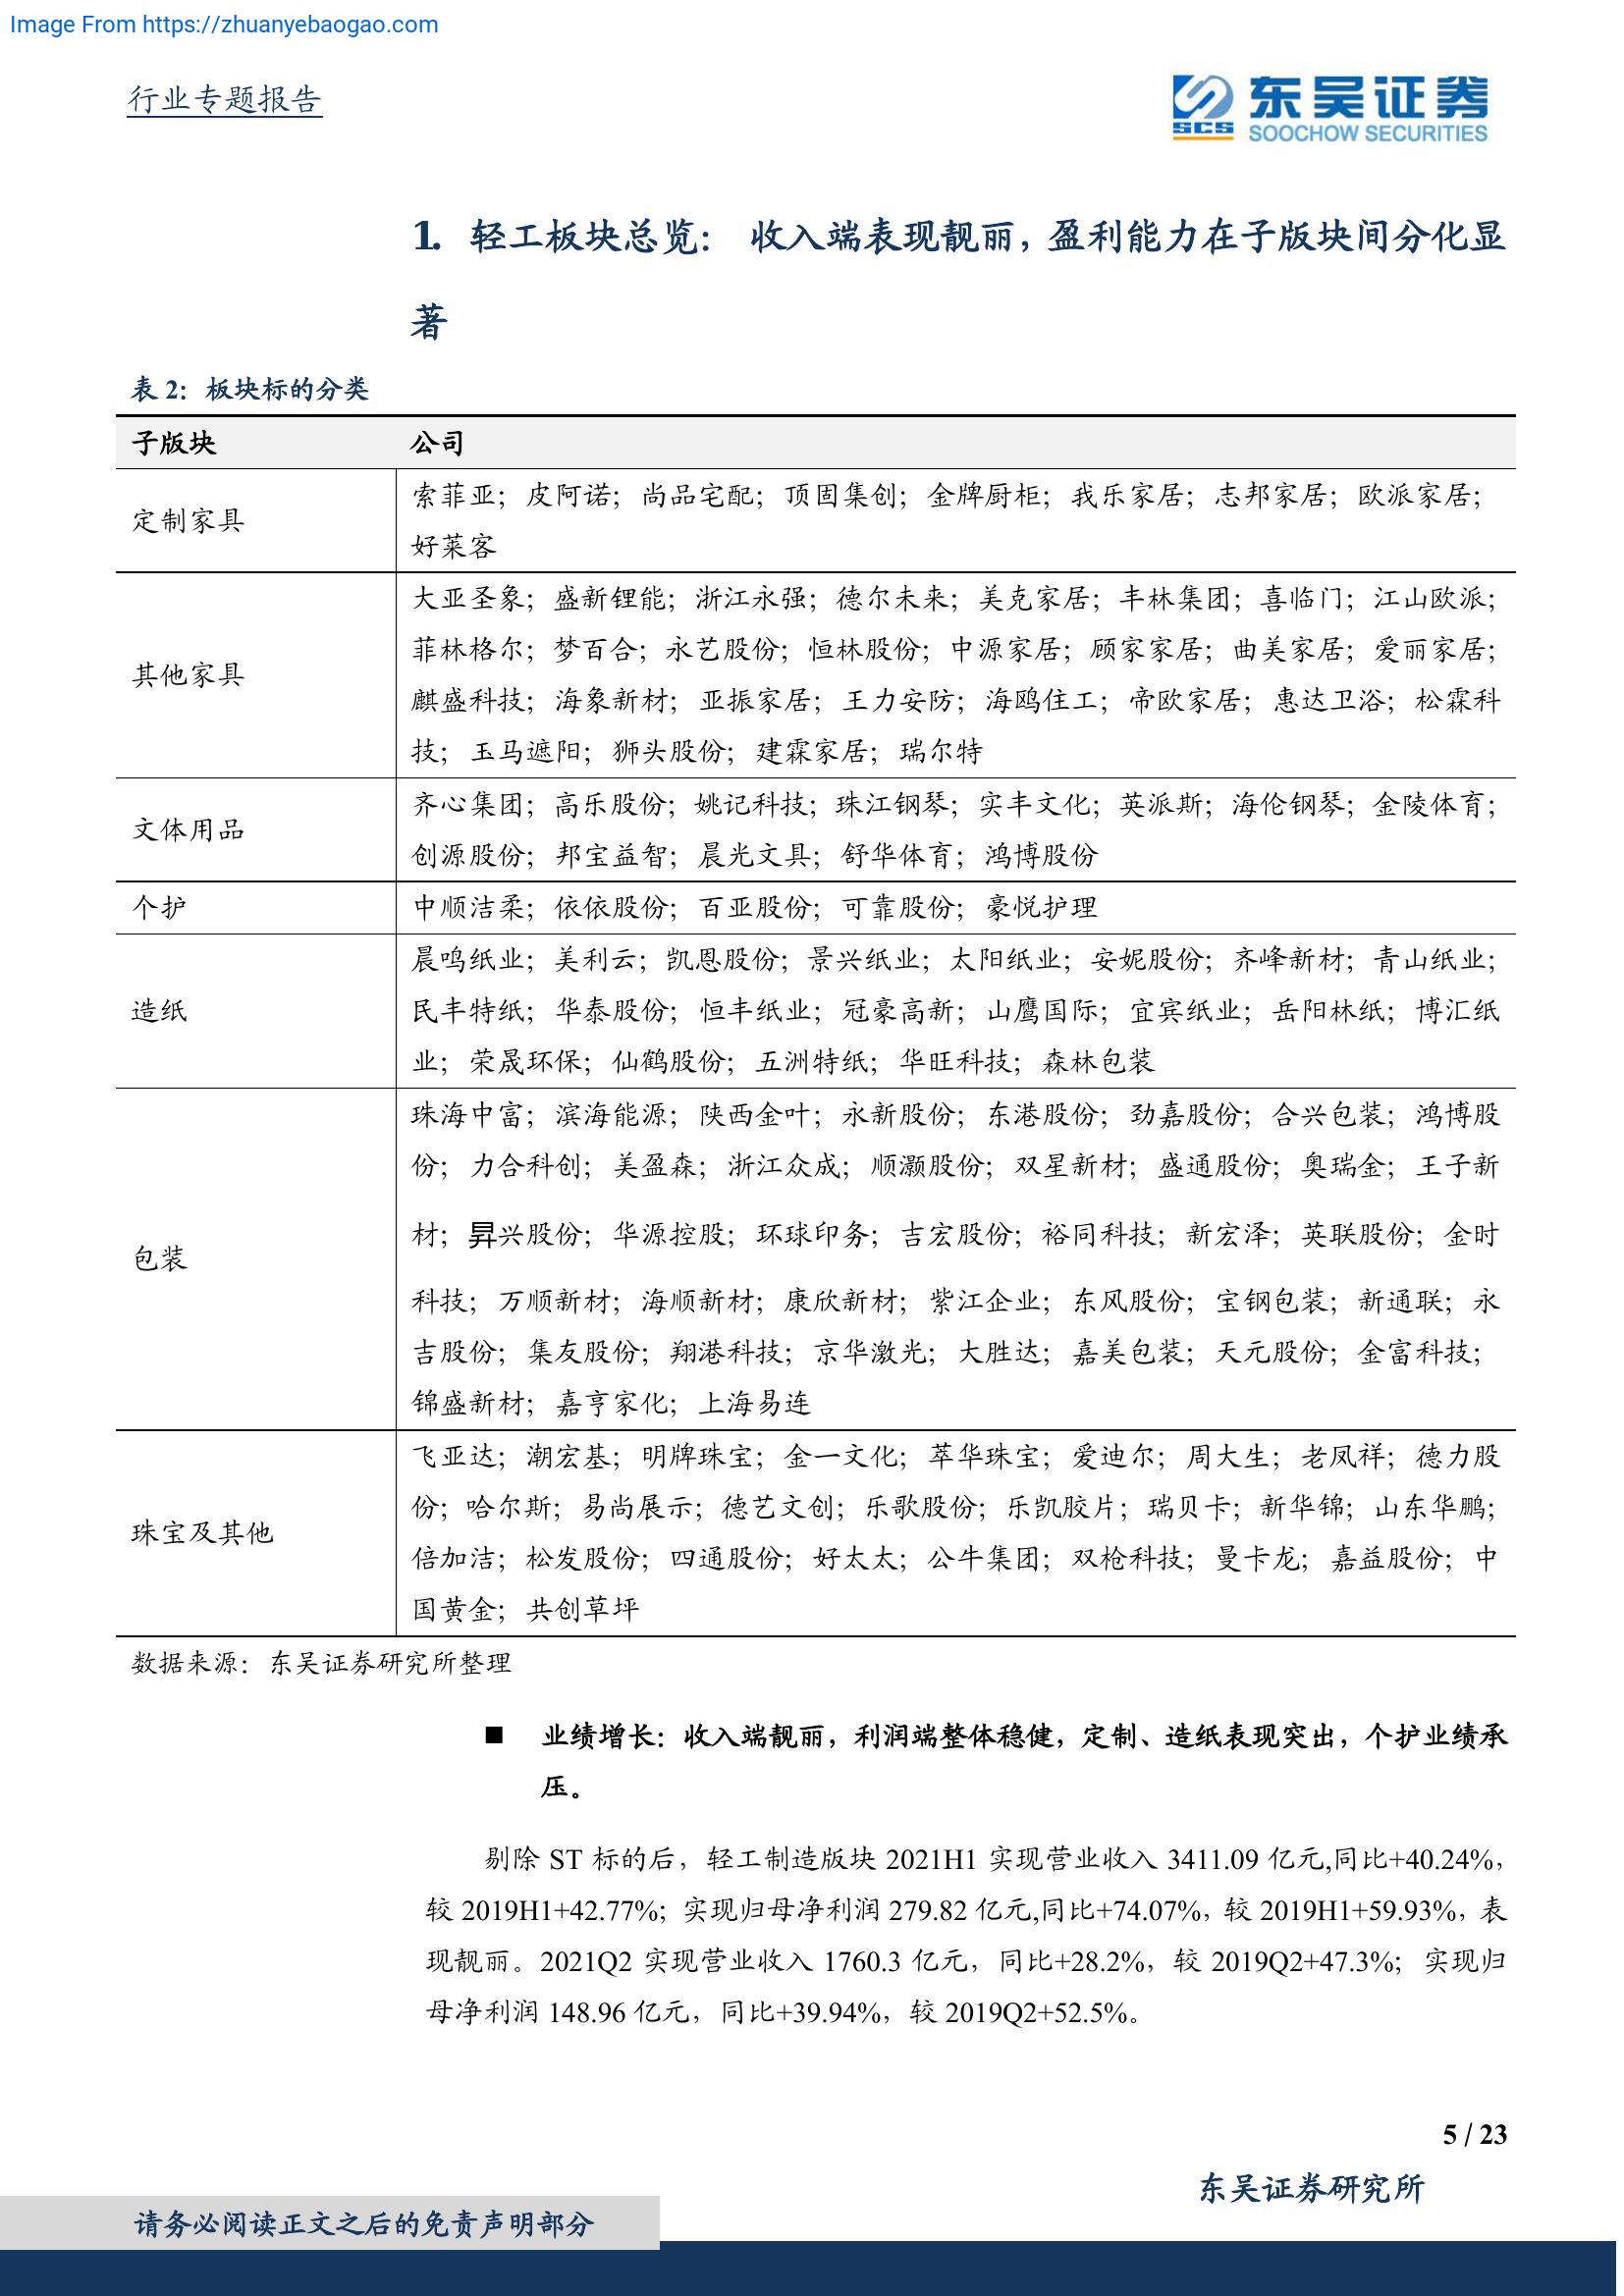 Image From https://zhuanyebaogao.com
行业专题报告
东吴证券
SCS
SOOCHOW SECURITIES
1. 轻工板块总览： 收入端表现靓丽，盈利能力在子版块间分化显
著
表 2：板块标的分类
子版块 公司
定制家具
索菲亚；皮阿诺；尚品宅配；顶固集创；金牌厨柜；我乐家居；志邦家居；欧派家居；
好莱客
其他家具
大亚圣象；盛新锂能；浙江永强；德尔未来；美克家居；丰林集团；喜临门；江山欧派；
菲林格尔；梦百合；永艺股份；恒林股份；中源家居；顾家家居；曲美家居；爱丽家居；
麒盛科技；海象新材；亚振家居；王力安防；海鸥住工；帝欧家居；惠达卫浴；松霖科
技；玉马遮阳；狮头股份；建霖家居；瑞尔特
文体用品
齐心集团；高乐股份；姚记科技；珠江钢琴；实丰文化；英派斯；海伦钢琴；金陵体育；
创源股份；邦宝益智；晨光文具；舒华体育；鸿博股份
个护
中顺洁柔；依依股份；百亚股份；可靠股份；豪悦护理
造纸
晨鸣纸业；美利云；凯恩股份；景兴纸业；太阳纸业；安妮股份；齐峰新材；青山纸业；
民丰特纸；华泰股份；恒丰纸业；冠豪高新；山鹰国际；宜宾纸业；岳阳林纸；博汇纸
业；荣晟环保；仙鹤股份；五洲特纸；华旺科技；森林包装
包装
珠海中富；滨海能源；陕西金叶；永新股份；东港股份；劲嘉股份；合兴包装；鸿博股
份；力合科创；美盈森；浙江众成；顺灏股份；双星新材；盛通股份；奥瑞金；王子新
材；昇兴股份；华源控股；环球印务；吉宏股份；裕同科技；新宏泽；英联股份；金时
科技；万顺新材；海顺新材；康欣新材；紫江企业；东风股份；宝钢包装；新通联；永
吉股份；集友股份；翔港科技；京华激光；大胜达；嘉美包装；天元股份；金富科技；
锦盛新材；嘉亨家化；上海易连
珠宝及其他
飞亚达；潮宏基；明牌珠宝；金一文化；萃华珠宝；爱迪尔；周大生；老凤祥；德力股
份；哈尔斯；易尚展示；德艺文创；乐歌股份；乐凯胶片；瑞贝卡；新华锦；山东华鹏；
倍加洁；松发股份；四通股份；好太太；公牛集团；双枪科技；曼卡龙；嘉益股份；中
国黄金；共创草坪
数据来源：东吴证券研究所整理
■ 业绩增长：收入端靓丽，利润端整体稳健，定制、造纸表现突出，个护业绩承
压。
剔除 ST 标的后，轻工制造版块 2021H1 实现营业收入 3411.09 亿元,同比+40.24%，
较 2019H1+42.77%；实现归母净利润 279.82 亿元,同比+74.07%，较 2019H1+59.93%，表
现靓丽。2021Q2 实现营业收入 1760.3 亿元，同比+28.2%，较 2019Q2+47.3%；实现归
母净利润 148.96 亿元，同比+39.94%，较 2019Q2+52.5%。
5 / 23
东吴证券研究所
请务必阅读正文之后的免责声明部分